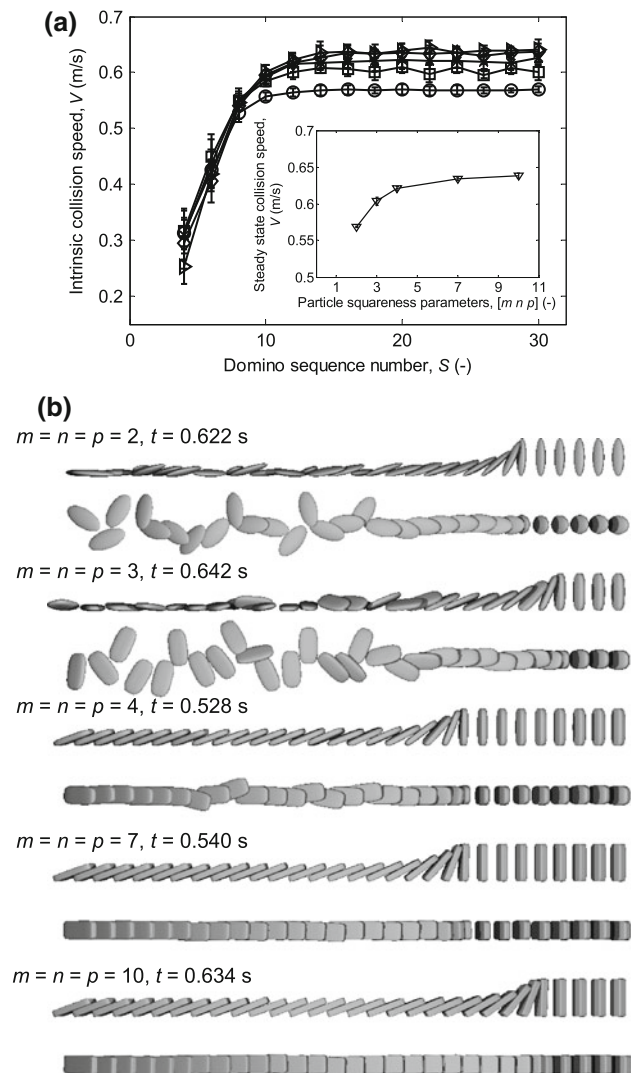 (a)
0.7
0.6
0.5
0.4
0.3
0.2
Intrinsic collision speed, V (m/s)
0 5 10 15 20 25 30
Domino sequence number, S (-)
0.7
0.65
0.6
0.55
0.5
Steady state collision speed,
V (m/s)
1 3 5 7 9 11
Particle squareness parameters, [m n p] (-)
(b)
m = n = p = 2, t = 0.622 s
m = n = p = 3, t = 0.642 s
m = n = p = 4, t = 0.528 s
m = n = p = 7, t = 0.540 s
m = n = p = 10, t = 0.634 s